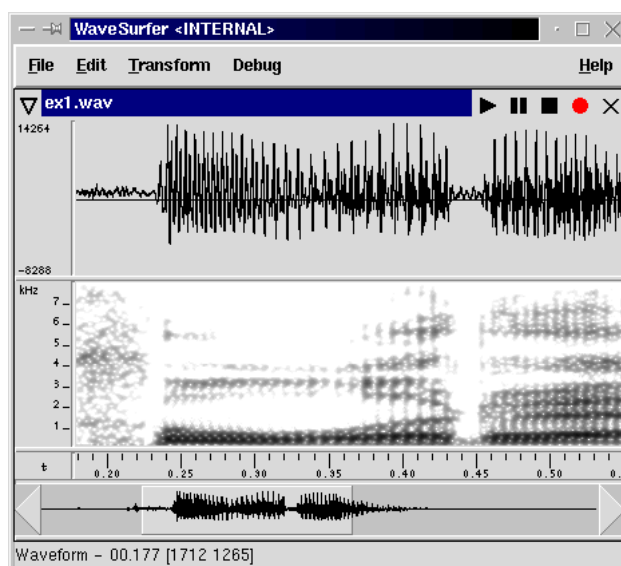 WaveSurfer <INTERNAL>
File Edit Transform Debug Help
ex1.wav
14264
-8288
kHz
7
6
5
4
3
2
1
t 0.20 0.25 0.30 0.35 0.40 0.45 0.50 0.
Waveform - 00.177 [1712 1265]